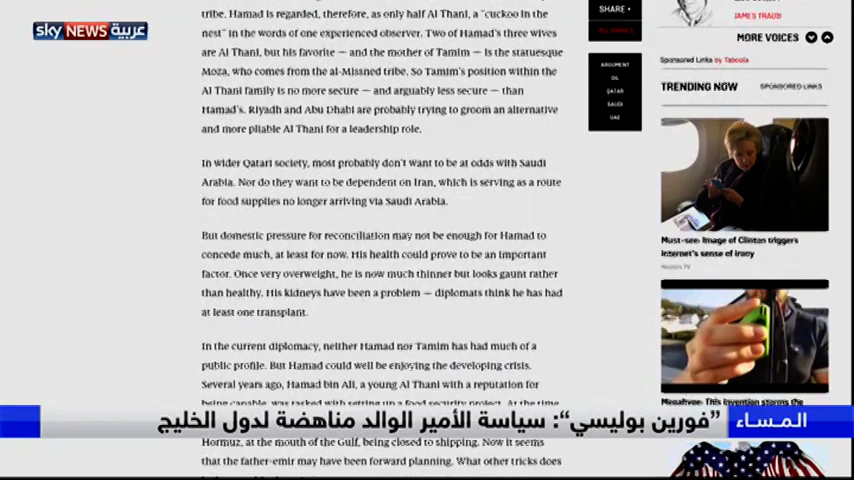 sky NEWS عربية
tribe. Hamad is regarded, therefore, as only half Al Thani, a “cuckoo in the
nest” in the words of one experienced observer. Two of Hamad’s three wives
are Al Thani, but his favorite — and the mother of Tamim — is the statuesque
Moza, who comes from the al-Missned tribe. So Tamim’s position within the
Al Thani family is no more secure — and arguably less secure — than
Hamad’s. Riyadh and Abu Dhabi are probably trying to groom an alternative
and more pliable Al Thani for a leadership role.
In wider Qatari society, most probably don’t want to be at odds with Saudi
Arabia. Nor do they want to be dependent on Iran, which is serving as a route
for food supplies no longer arriving via Saudi Arabia.
But domestic pressure for reconciliation may not be enough for Hamad to
concede much, at least for now. His health could prove to be an important
factor. Once very overweight, he is now much thinner but looks gaunt rather
than healthy. His kidneys have been a problem — diplomats think he has had
at least one transplant.
In the current diplomacy, neither Hamad nor Tamim has had much of a
public profile. But Hamad could well be enjoying the developing crisis.
Several years ago, Hamad bin Ali, a young Al Thani with a reputation for
being capable, was tasked with setting up a food security project. At the time
Hormuz, at the mouth of the Gulf, being closed to shipping. Now it seems
that the father-emir may have been forward planning. What other tricks does
SHARE +
ARGUMENT
OIL
QATAR
SAUDI
UAE
JAMES TRAUB
MORE VOICES
Sponsored Links by Taboola
TRENDING NOW
SPONSORED LINKS
Must-see: Image of Clinton triggers
internet’s sense of irony
Reuters TV
Megahype: This invention storms the
المساء
”فورين بوليسي“: سياسة الأمير الوالد مناهضة لدول الخليج